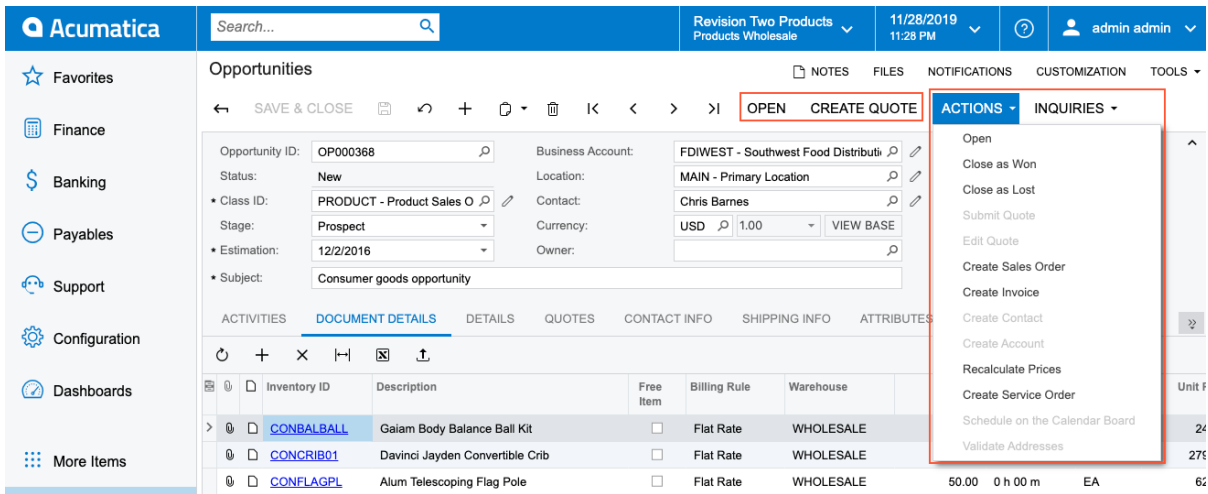 Acumatica
Search...
Revision Two Products
Products Wholesale
11/28/2019
11:28 PM
?
admin admin
Favorites
Finance
Banking
Payables
Support
Configuration
Dashboards
More Items
Opportunities
NOTES FILES NOTIFICATIONS CUSTOMIZATION TOOLS
SAVE & CLOSE OPEN CREATE QUOTE ACTIONS INQUIRIES
Opportunity ID: OP000368 Business Account: FDIWEST - Southwest Food Distributi
Status: New Location: MAIN - Primary Location
* Class ID: PRODUCT - Product Sales O Contact: Chris Barnes
Stage: Prospect Currency: USD 1.00 VIEW BASE
* Estimation: 12/2/2016 Owner:
* Subject: Consumer goods opportunity
Open
Close as Won
Close as Lost
Submit Quote
Edit Quote
Create Sales Order
Create Invoice
Create Contact
Create Account
Recalculate Prices
Create Service Order
Schedule on the Calendar Board
Validate Addresses
ACTIVITIES DOCUMENT DETAILS DETAILS QUOTES CONTACT INFO SHIPPING INFO ATTRIBUTES
Inventory ID Description Free Item Billing Rule Warehouse Unit
CONBALBALL Gaiam Body Balance Ball Kit Flat Rate WHOLESALE 24
CONCRIB01 Davinci Jayden Convertible Crib Flat Rate WHOLESALE 279
CONFLAGPL Alum Telescoping Flag Pole Flat Rate WHOLESALE 50.00 0 h 00 m EA 62